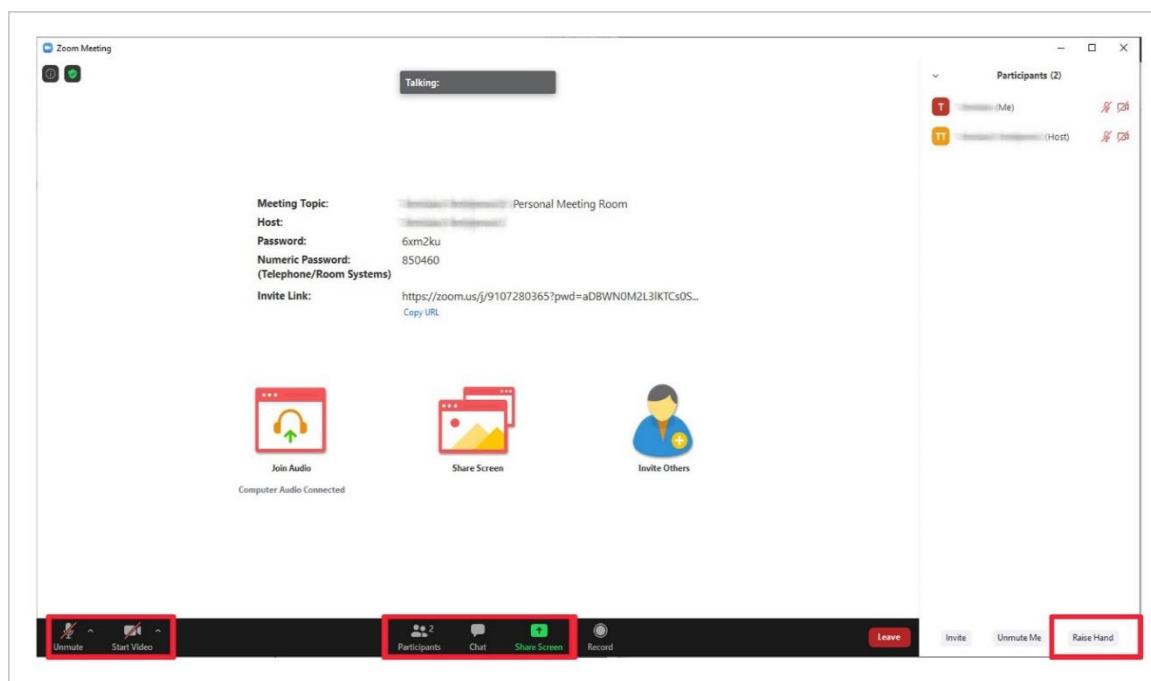 Zoom Meeting
Talking:
Participants (2)
T (Me)
TT (Host)
Meeting Topic: Personal Meeting Room
Host:
Password: 6xm2ku
Numeric Password: 850460
(Telephone/Room Systems)
Invite Link: https://zoom.us/j/9107280365?pwd=aDBWN0M2L3lKTCs0S...
Copy URL
Join Audio
Share Screen
Invite Others
Computer Audio Connected
2
Unmute
Start Video
Participants
Chat
Share Screen
Record
Leave
Invite
Unmute Me
Raise Hand